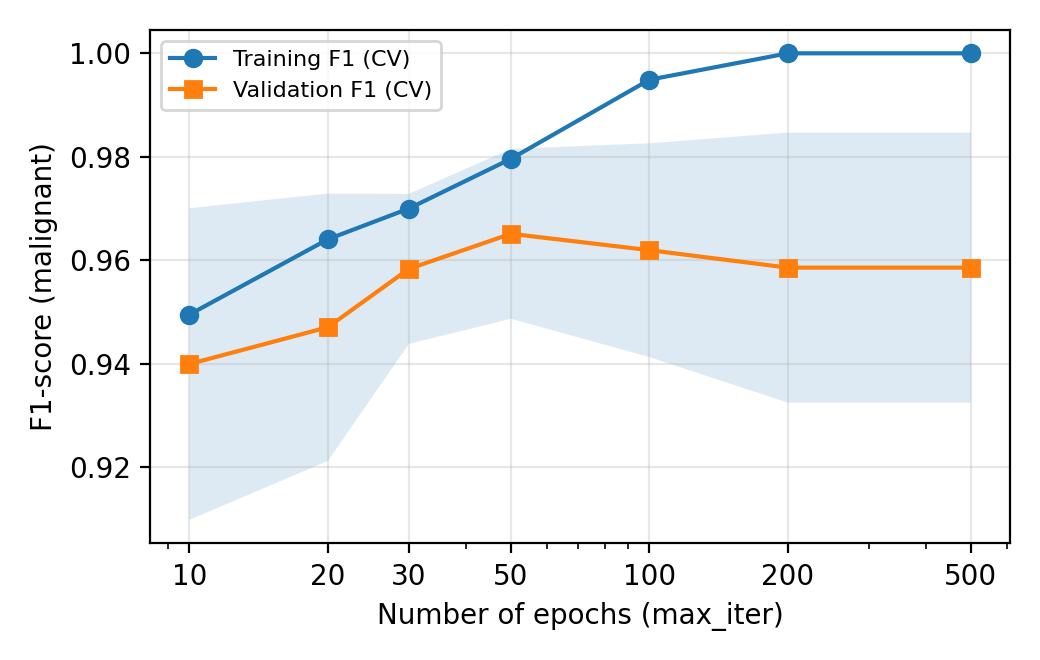 1.00
0.98
0.96
0.94
0.92
F1-score (malignant)
Training F1 (CV)
Validation F1 (CV)
10 20 30 50 100 200 500
Number of epochs (max_iter)